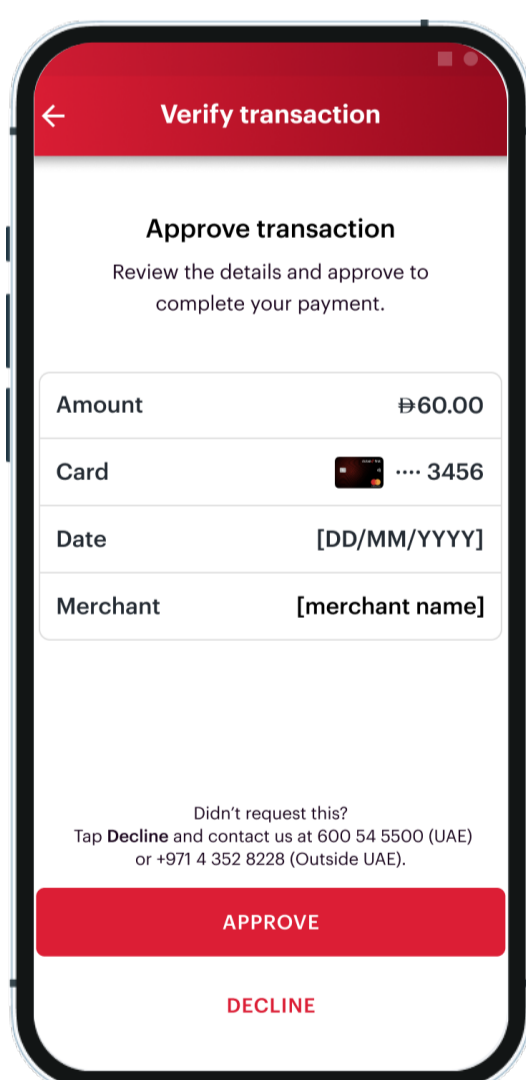 Verify transaction
Approve transaction
Review the details and approve to
complete your payment.
Amount 60.00
Card ···· 3456
Date [DD/MM/YYYY]
Merchant [merchant name]
Didn’t request this?
Tap Decline and contact us at 600 54 5500 (UAE)
or +971 4 352 8228 (Outside UAE).
APPROVE
DECLINE